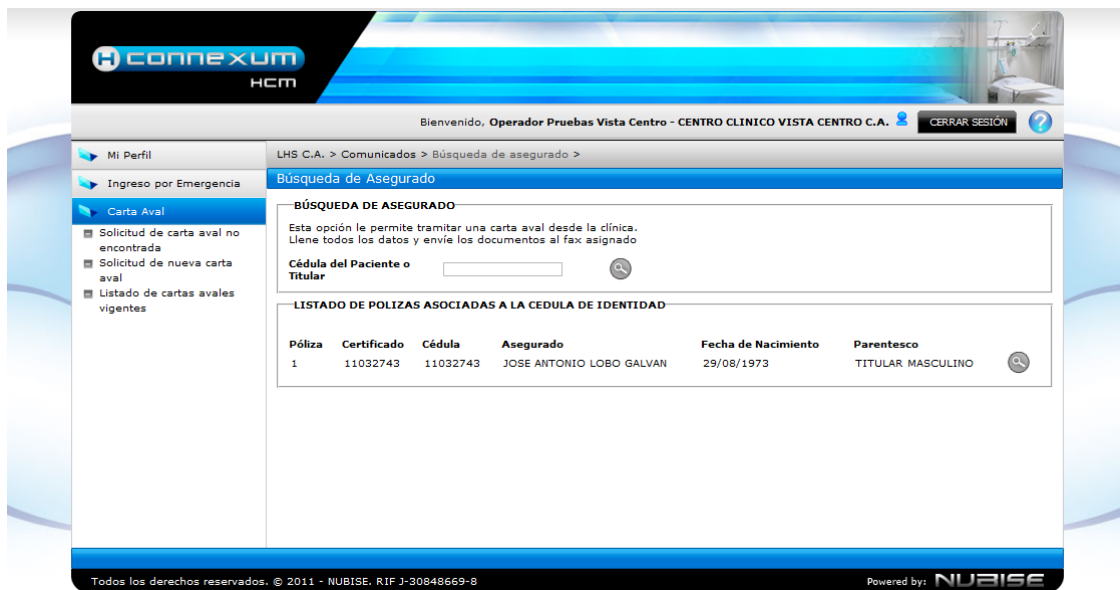 H connexum
HCM
Bienvenido, Operador Pruebas Vista Centro - CENTRO CLINICO VISTA CENTRO C.A.
CERRAR SESIÓN
?
Mi Perfil
Ingreso por Emergencia
Carta Aval
Solicitud de carta aval no
encontrada
Solicitud de nueva carta
aval
Listado de cartas avales
vigentes
LHS C.A. > Comunicados > Búsqueda de asegurado >
Búsqueda de Asegurado
BÚSQUEDA DE ASEGURADO
Esta opción le permite tramitar una carta aval desde la clínica.
Llene todos los datos y envíe los documentos al fax asignado
Cédula del Paciente o
Titular
LISTADO DE POLIZAS ASOCIADAS A LA CEDULA DE IDENTIDAD
Póliza Certificado Cédula Asegurado Fecha de Nacimiento Parentesco
1 11032743 11032743 JOSE ANTONIO LOBO GALVAN 29/08/1973 TITULAR MASCULINO
Todos los derechos reservados. © 2011 - NUBISE. RIF J-30848669-8
Powered by: NUBISE